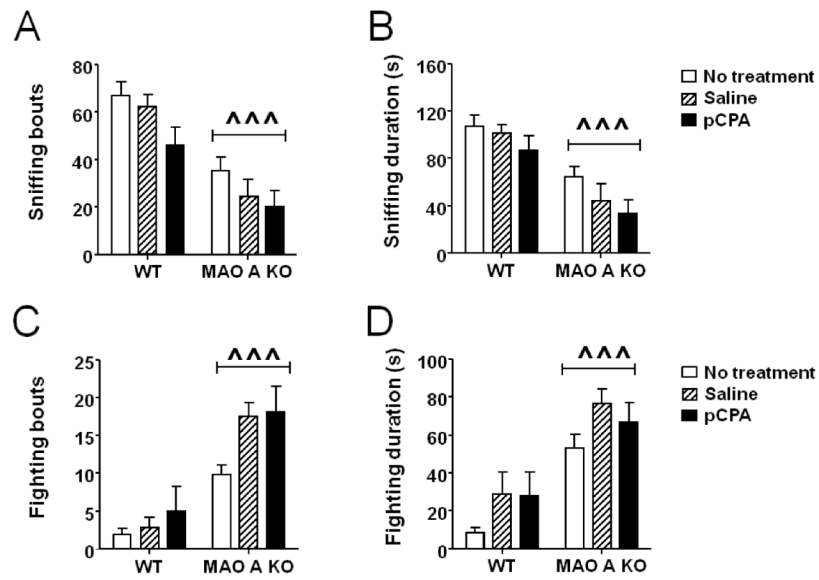 A
Sniffing bouts
80
60
40
20
0
^^^
WT
MAO A KO
B
Sniffing duration (s)
160
120
80
40
0
^^^
WT
MAO A KO
No treatment
Saline
pCPA
C
Fighting bouts
25
20
15
10
5
0
^^^
WT
MAO A KO
D
Fighting duration (s)
100
80
60
40
20
0
^^^
WT
MAO A KO
No treatment
Saline
pCPA